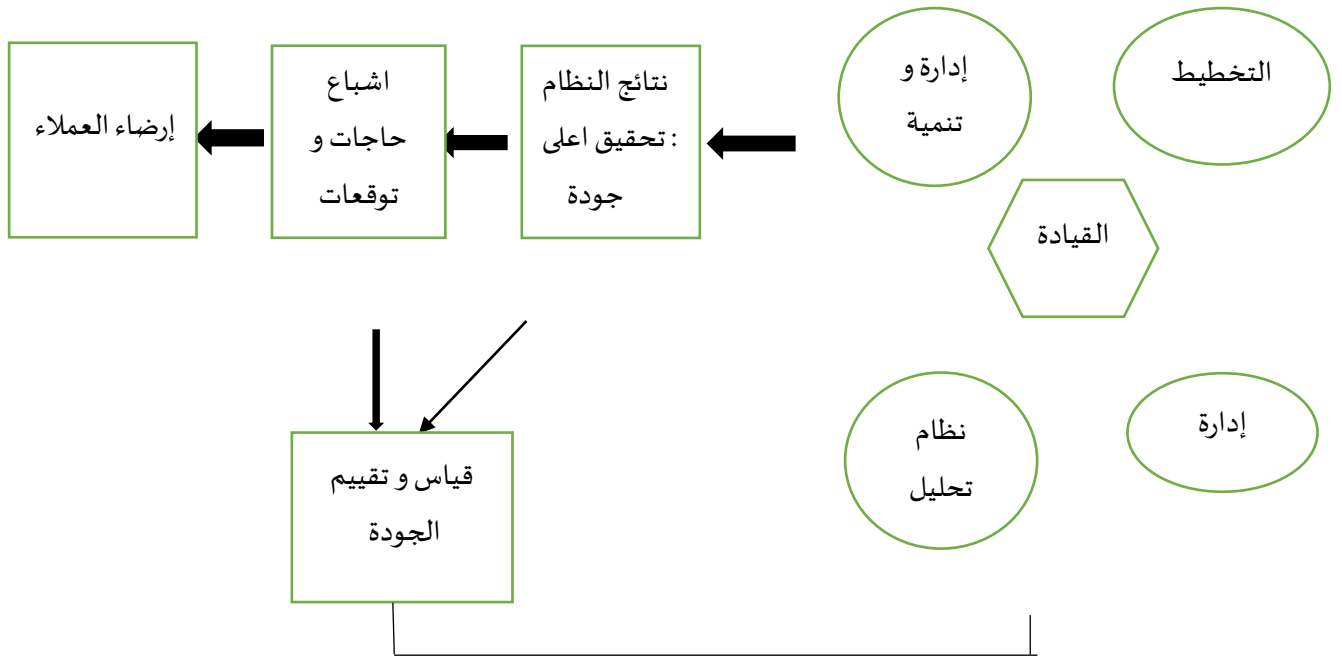 التخطيط
إدارة و
تنمية
القيادة
نتائج النظام
: تحقيق اعلى
جودة
اشباع
حاجات و
توقعات
إرضاء العملاء
إدارة
نظام
تحليل
قياس و تقييم
الجودة